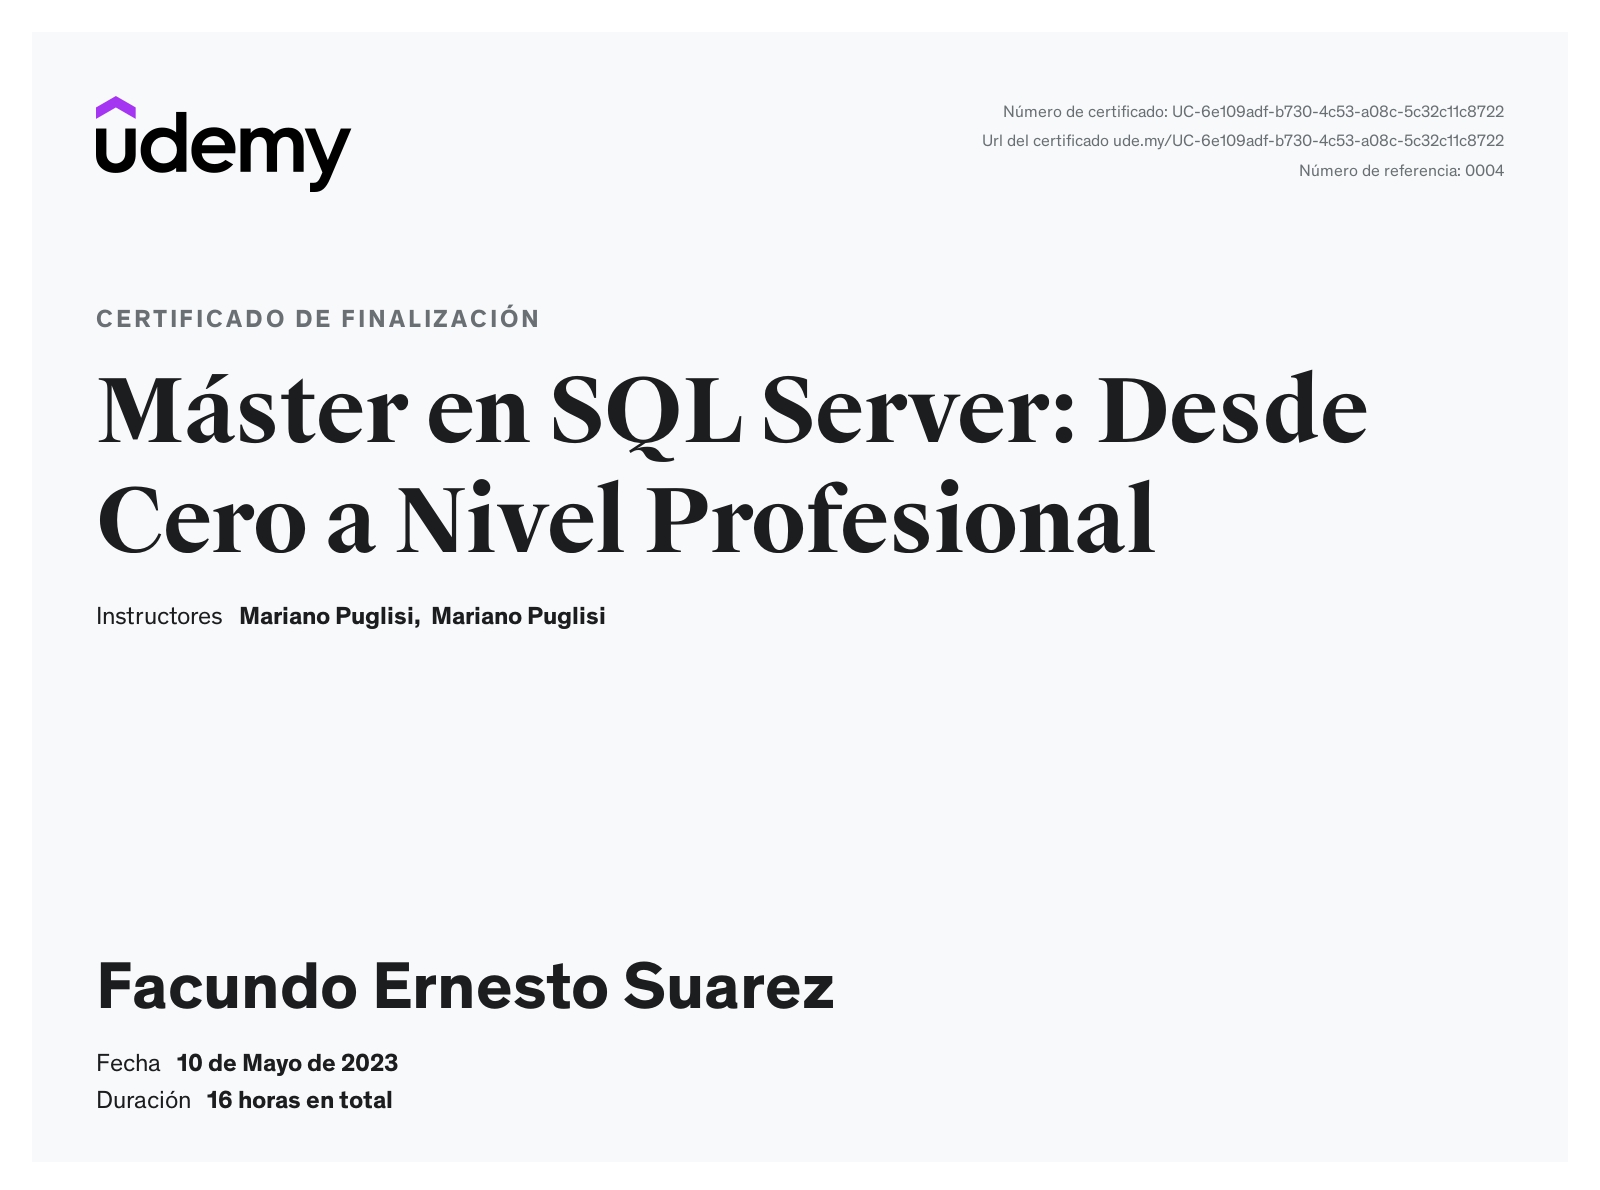 udemy
Número de certificado: UC-6e109adf-b730-4c53-a08c-5c32c11c8722
Url del certificado ude.my/UC-6e109adf-b730-4c53-a08c-5c32c11c8722
Número de referencia: 0004
CERTIFICADO DE FINALIZACIÓN
Máster en SQL Server: Desde
Cero a Nivel Profesional
Instructores Mariano Puglisi, Mariano Puglisi
Facundo Ernesto Suarez
Fecha 10 de Mayo de 2023
Duración 16 horas en total